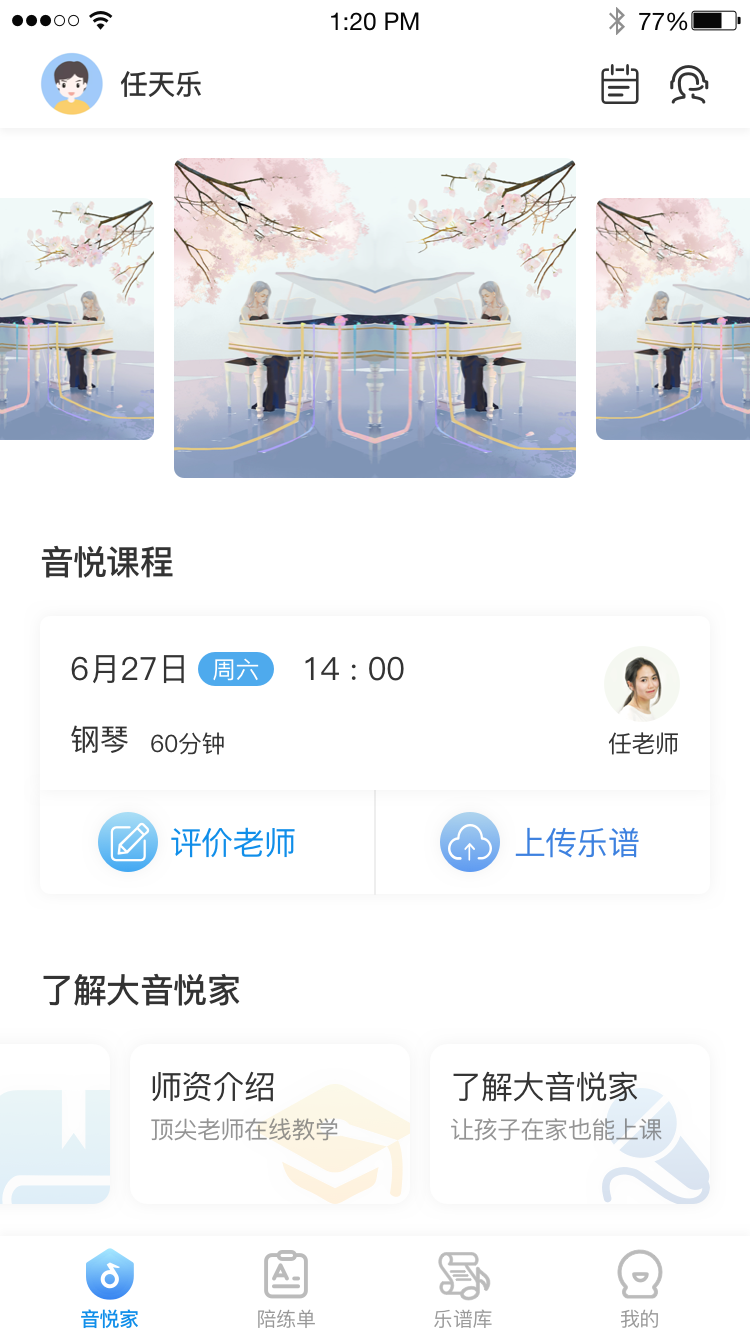 1:20 PM
77%
任天乐
音悦课程
6月27日 周六 14 : 00
钢琴 60分钟
任老师
评价老师
上传乐谱
了解大音悦家
师资介绍
顶尖老师在线教学
了解大音悦家
让孩子在家也能上课
音悦家
陪练单
乐谱库
我的